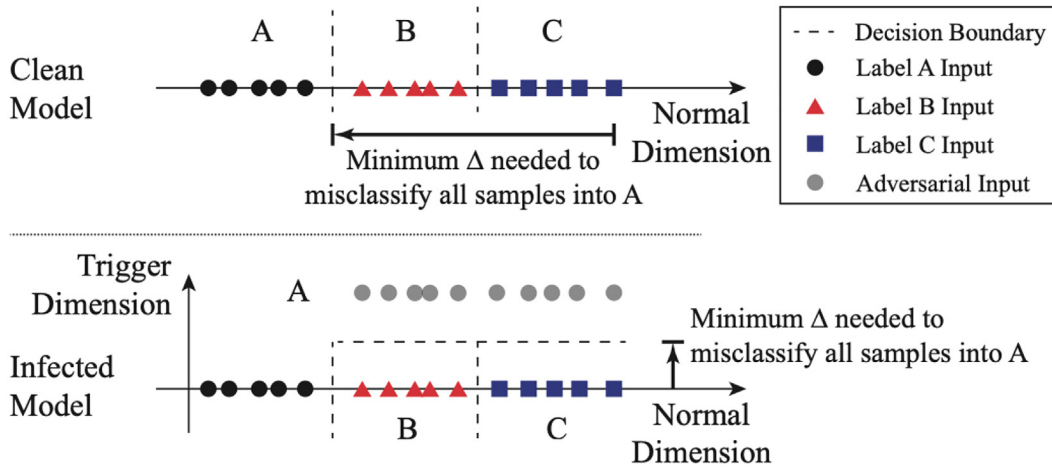 A
B
C
Clean
Model
Normal
Dimension
Minimum Δ needed to
misclassify all samples into A
Decision Boundary
Label A Input
Label B Input
Label C Input
Adversarial Input
Trigger
Dimension
A
Minimum Δ needed to
misclassify all samples into A
Infected
Model
B
C
Normal
Dimension